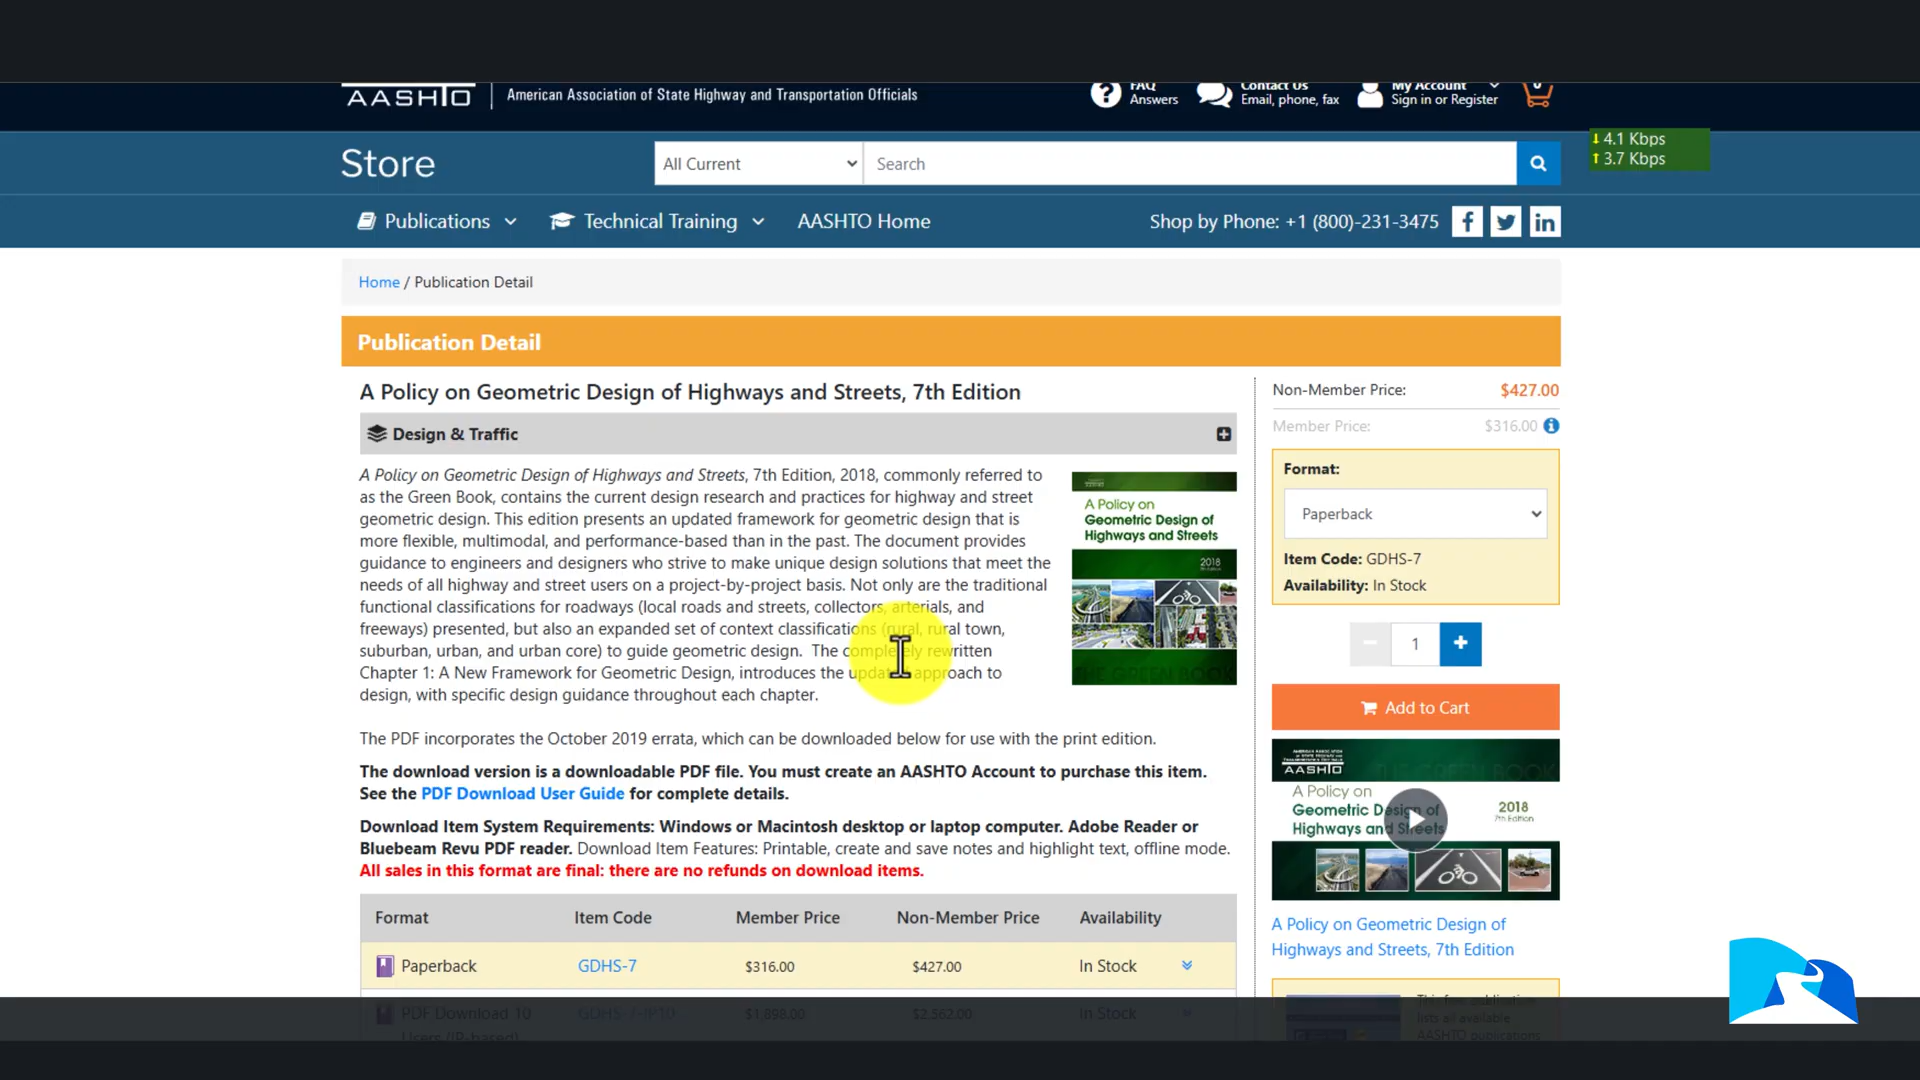 AASHTO
American Association of State Highway and Transportation Officials
FAQ
Answers
Contact Us
Email, phone, fax
My Account
Sign in or Register
0
4.1 Kbps
3.7 Kbps
Store
All Current
Search
Publications
Technical Training
AASHTO Home
Shop by Phone: +1 (800)-231-3475
Home / Publication Detail
Publication Detail
A Policy on Geometric Design of Highways and Streets, 7th Edition
Design & Traffic
A Policy on Geometric Design of Highways and Streets, 7th Edition, 2018, commonly referred to
as the Green Book, contains the current design research and practices for highway and street
geometric design. This edition presents an updated framework for geometric design that is
more flexible, multimodal, and performance-based than in the past. The document provides
guidance to engineers and designers who strive to make unique design solutions that meet the
needs of all highway and street users on a project-by-project basis. Not only are the traditional
functional classifications for roadways (local roads and streets, collectors, arterials, and
freeways) presented, but also an expanded set of context classifications (rural, rural town,
suburban, urban, and urban core) to guide geometric design.  The completely rewritten
Chapter 1: A New Framework for Geometric Design, introduces the updated approach to
design, with specific design guidance throughout each chapter.
A Policy on
Geometric Design of
Highways and Streets
2018
THE GREEN BOOK
The PDF incorporates the October 2019 errata, which can be downloaded below for use with the print edition.
The download version is a downloadable PDF file. You must create an AASHTO Account to purchase this item.
See the PDF Download User Guide for complete details.
Download Item System Requirements: Windows or Macintosh desktop or laptop computer. Adobe Reader or
Bluebeam Revu PDF reader. Download Item Features: Printable, create and save notes and highlight text, offline mode.
All sales in this format are final: there are no refunds on download items.
Format Item Code Member Price Non-Member Price Availability
Paperback GDHS-7 $316.00 $427.00 In Stock
PDF Download 10 $1,898.00 $2,562.00 In Stock
Users (IP-based)
Non-Member Price: $427.00
Member Price: $316.00
Format:
Paperback
Item Code: GDHS-7
Availability: In Stock
1
Add to Cart
AASHTO
THE GREEN BOOK
A Policy on
Geometric Design of
Highways and Streets
2018
7th Edition
A Policy on Geometric Design of
Highways and Streets, 7th Edition
This free publication
lists all available
AASHTO publications